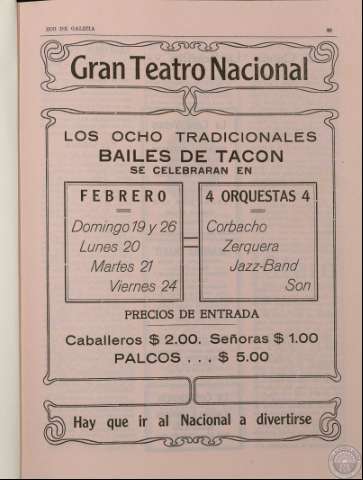 ECO DE GALICIA
Gran Teatro Nacional
LOS OCHO TRADICIONALES
BAILES DE TACON
SE CELEBRARAN EN
FEBRERO
Domingo 19 y 26
Lunes 20
Martes 21
Viernes 24
4 ORQUESTAS 4
Corbacho
Zerquera
Jazz-Band
Son
PRECIOS DE ENTRADA
Caballeros $ 2.00. Señoras $ 1.00
PALCOS . . . $ 5.00
Hay que ir al Nacional a divertirse